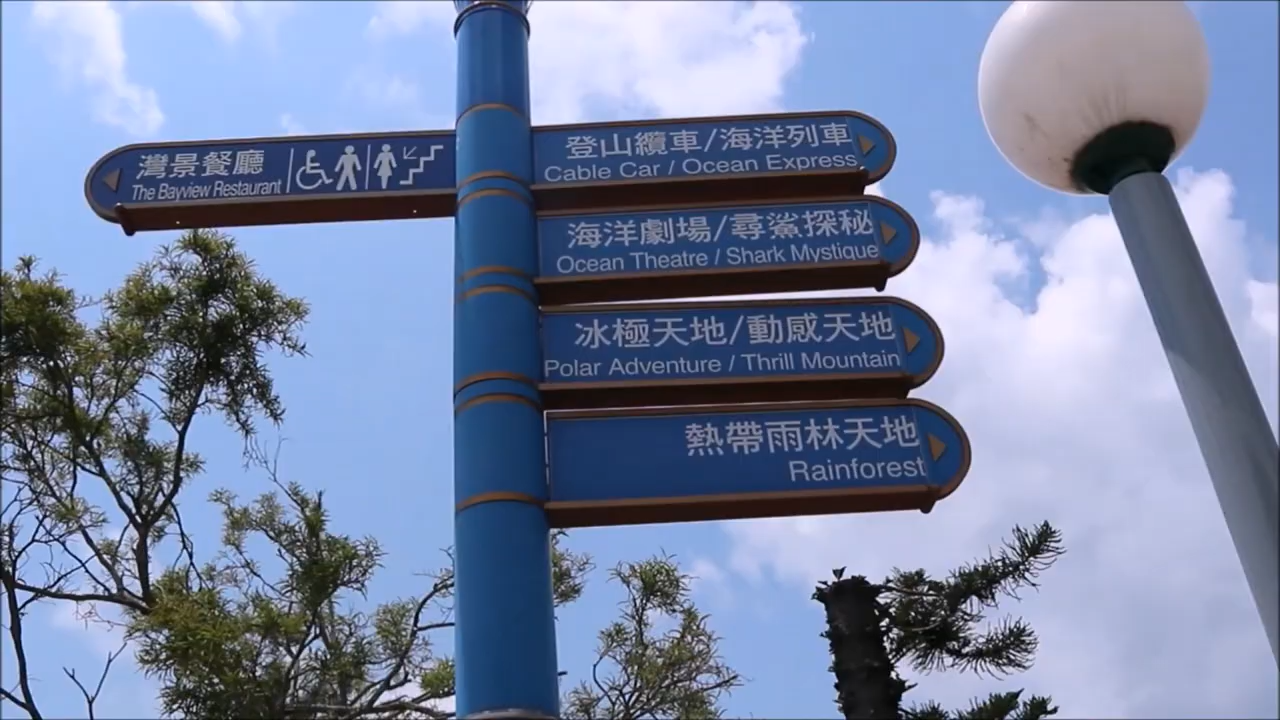 灣景餐廳
The Bayview Restaurant
登山纜車/海洋列車
Cable Car / Ocean Express
海洋劇場/尋鯊探秘
Ocean Theatre / Shark Mystique
冰極天地/動感天地
Polar Adventure / Thrill Mountain
熱帶雨林天地
Rainforest